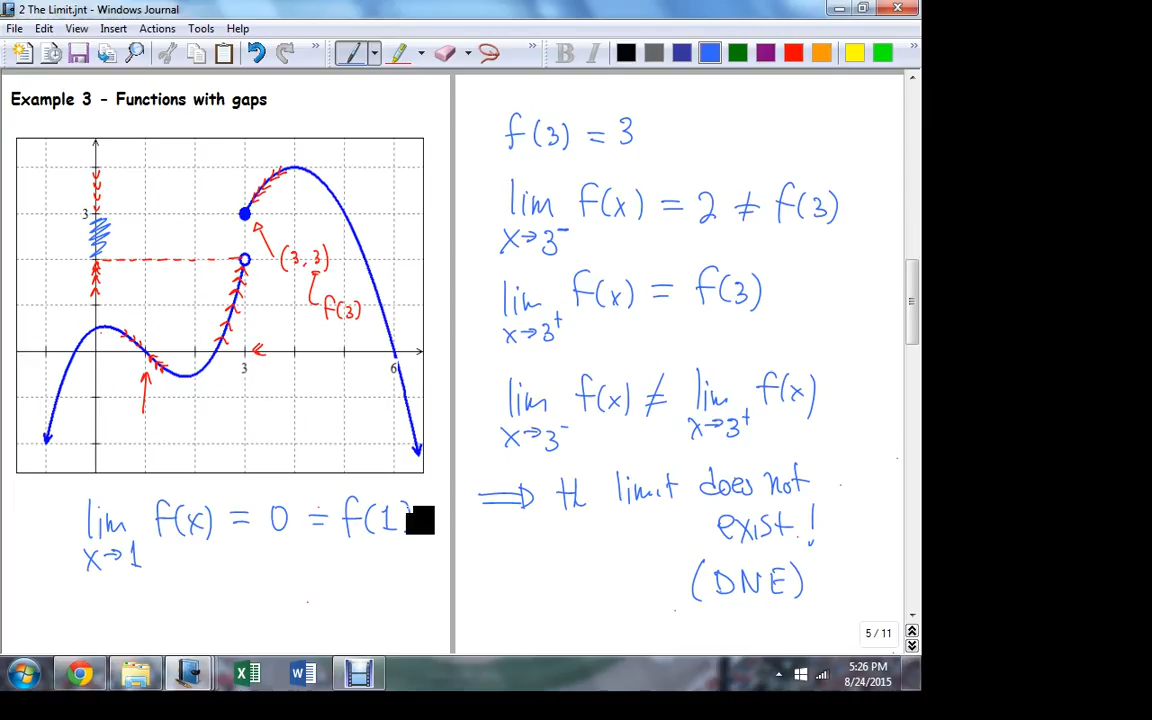 2 The Limit.jnt - Windows Journal
File Edit View Insert Actions Tools Help
B I
Example 3 - Functions with gaps
3
(3,3)
f(3)
3
6
lim f(x) = 0 = f(1)
x→1
f(3) = 3
lim f(x) = 2 ≠ f(3)
x→3⁻
lim f(x) = f(3)
x→3⁺
lim f(x) ≠ lim f(x)
x→3⁻ x→3⁺
⟹ th limit does not
exist!
(DNE)
5 / 11
5:26 PM
8/24/2015